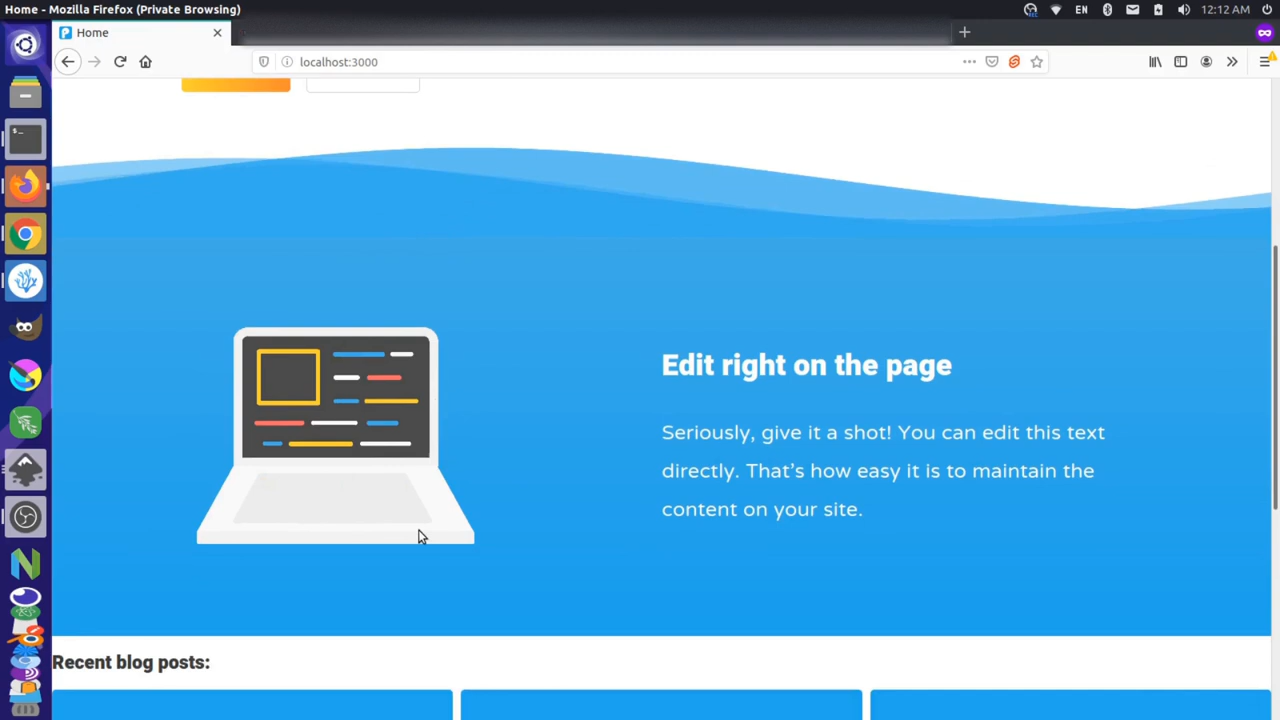 Home - Mozilla Firefox (Private Browsing)
EN
12:12 AM
Home
localhost:3000
Edit right on the page
Seriously, give it a shot! You can edit this text
directly. That’s how easy it is to maintain the
content on your site.
Recent blog posts: